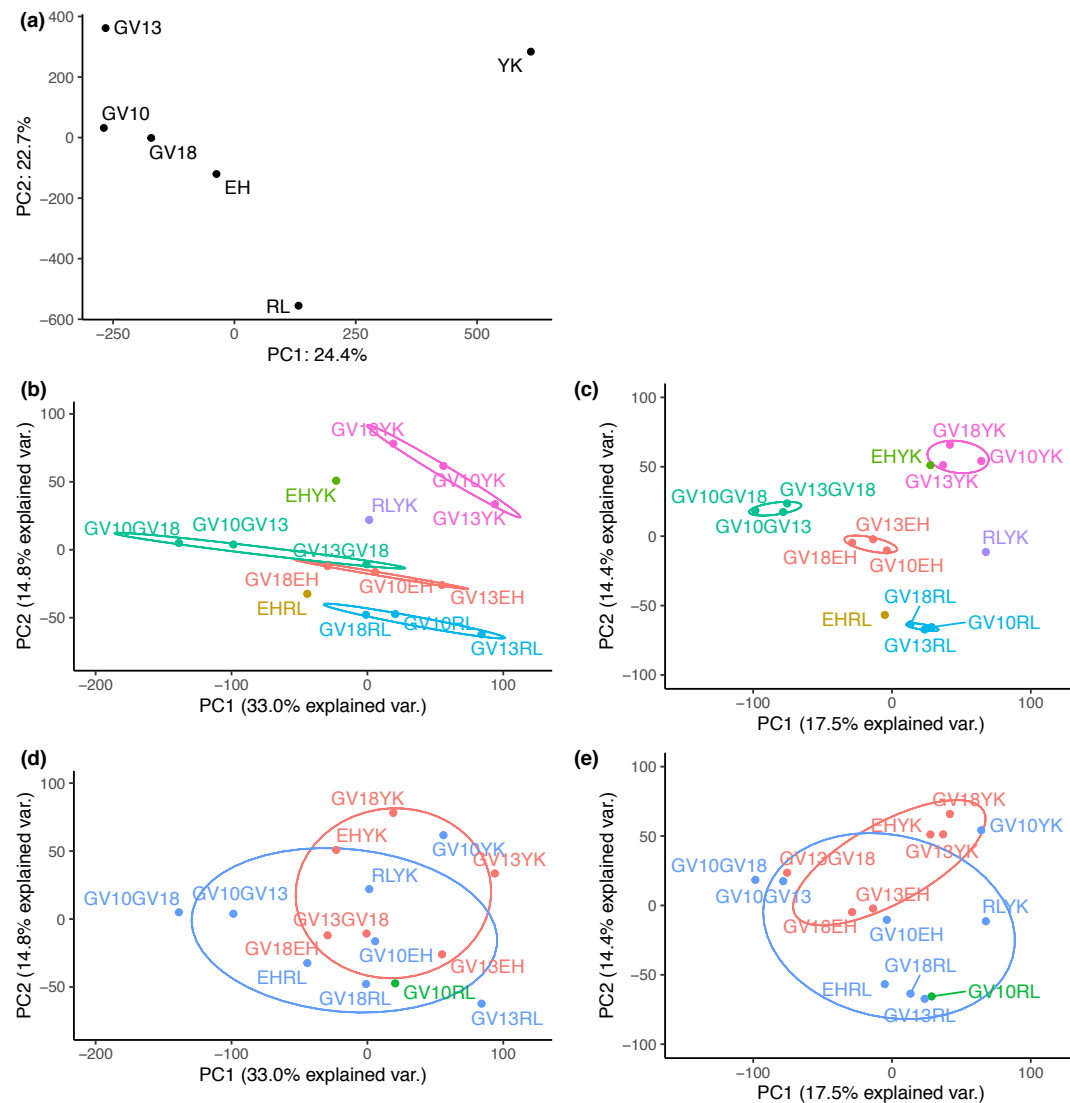 (a)
400
200
0
−200
−400
−600
PC2: 22.7%
GV13
YK
GV10
GV18
EH
RL
−250
0
250
500
PC1: 24.4%
(b)
100
50
0
−50
PC2 (14.8% explained var.)
GV18YK
GV10YK
EHYK
RLYK
GV13YK
GV10GV18
GV10GV13
GV13GV18
GV18EH
GV10EH
GV13EH
EHRL
GV18RL
GV10RL
GV13RL
−200
−100
0
100
PC1 (33.0% explained var.)
(c)
100
50
0
−50
−100
PC2 (14.4% explained var.)
GV18YK
EHYK
GV10YK
GV13YK
GV10GV18
GV13GV18
GV10GV13
GV13EH
GV18EH
GV10EH
RLYK
GV18RL
EHRL
GV10RL
GV13RL
−100
0
100
PC1 (17.5% explained var.)
(d)
100
50
0
−50
PC2 (14.8% explained var.)
GV18YK
EHYK
GV10YK
GV13YK
RLYK
GV10GV18
GV10GV13
GV13GV18
GV18EH
GV10EH
GV13EH
EHRL
GV18RL
GV10RL
GV13RL
−200
−100
0
100
PC1 (33.0% explained var.)
(e)
100
50
0
−50
−100
PC2 (14.4% explained var.)
GV18YK
EHYK
GV10YK
GV13YK
GV10GV18
GV13GV18
GV10GV13
GV13EH
RLYK
GV18EH
GV10EH
GV18RL
EHRL
GV10RL
GV13RL
−100
0
100
PC1 (17.5% explained var.)